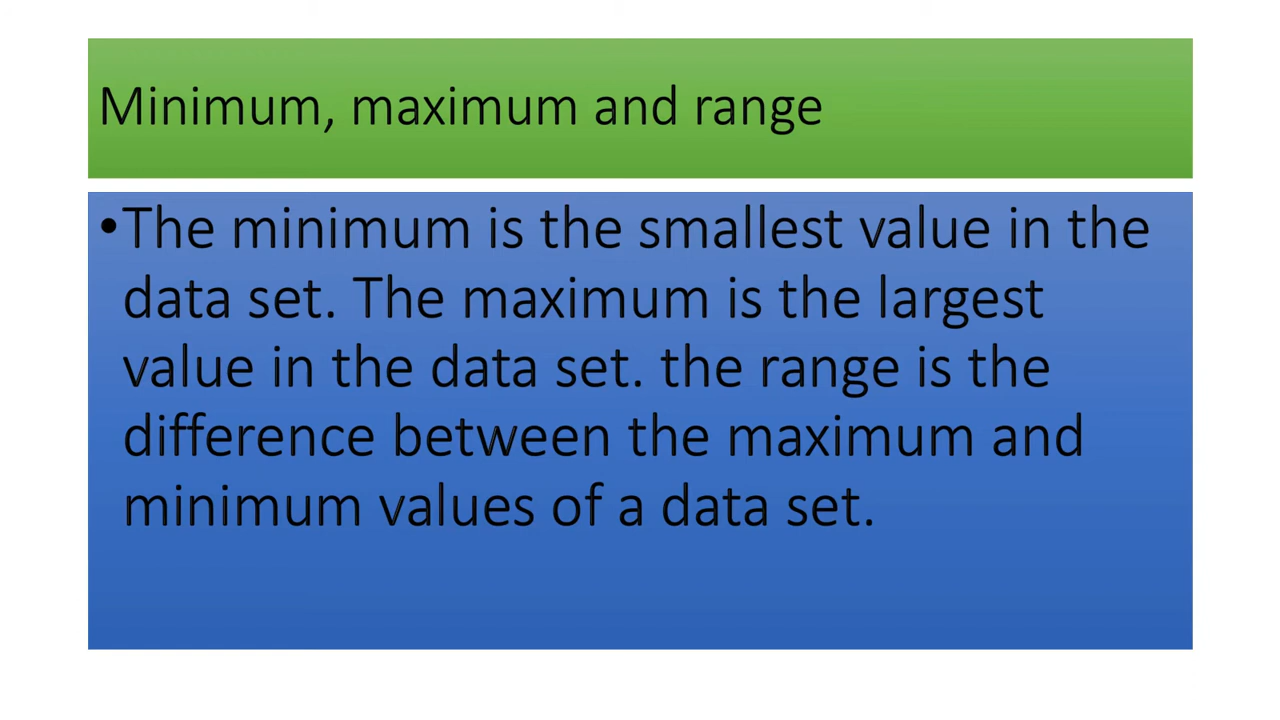 Minimum, maximum and range
•The minimum is the smallest value in the
data set. The maximum is the largest
value in the data set. the range is the
difference between the maximum and
minimum values of a data set.